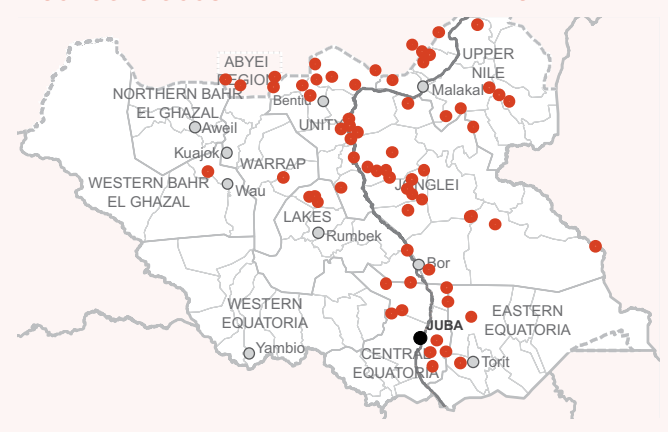 UPPER
NILE
ABYEI
REGION
Malakal
NORTHERN BAHR
EL GHAZAL
Bentiu
UNITY
Aweil
Kuajok
WARRAP
WESTERN BAHR
EL GHAZAL
Wau
JONGLEI
LAKES
Rumbek
Bor
WESTERN
EQUATORIA
EASTERN
EQUATORIA
JUBA
Yambio
CENTRAL
EQUATORIA
Torit